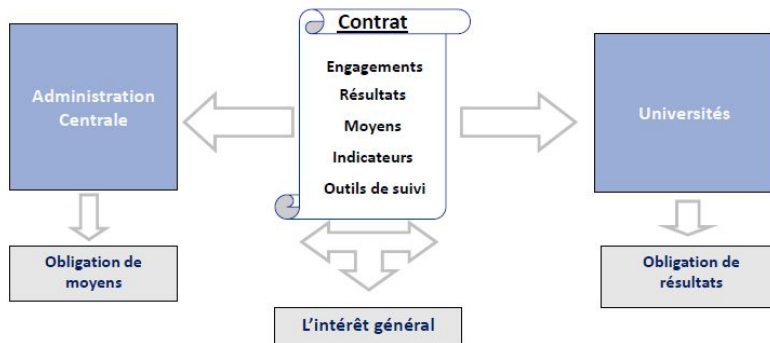 Contrat
Engagements
Résultats
Moyens
Indicateurs
Outils de suivi
Administration
Centrale
Universités
Obligation de
moyens
Obligation de
résultats
L'intérêt général